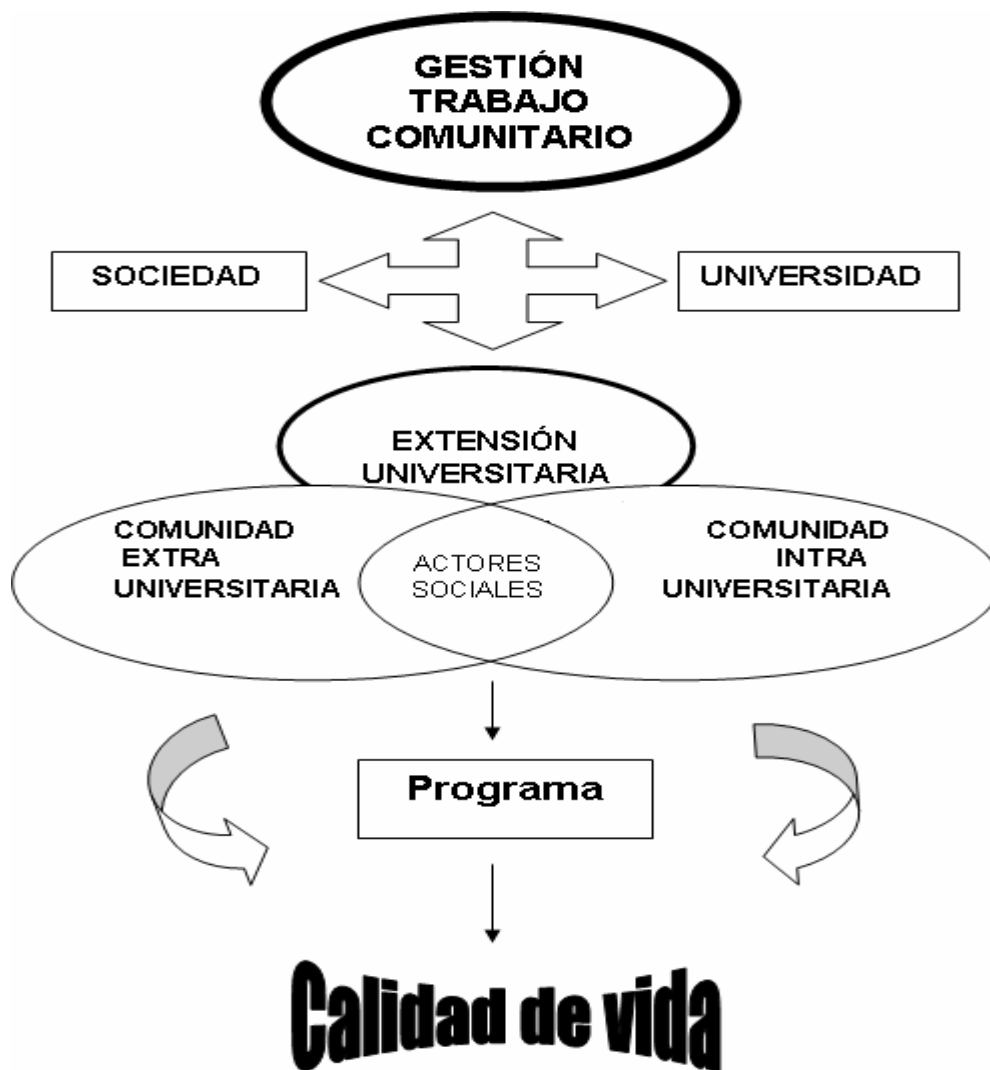 GESTIÓN
TRABAJO
COMUNITARIO
SOCIEDAD
UNIVERSIDAD
EXTENSIÓN
UNIVERSITARIA
COMUNIDAD
EXTRA
UNIVERSITARIA
ACTORES
SOCIALES
COMUNIDAD
INTRA
UNIVERSITARIA
Programa
Calidad de vida